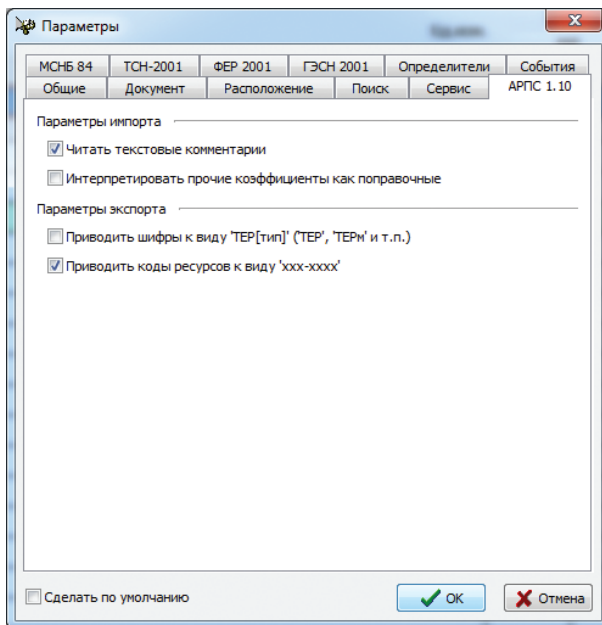 Параметры
МСНБ 84 ТСН-2001 ФЕР 2001 ГЭСН 2001 Определители События
Общие Документ Расположение Поиск Сервис АРПС 1.10
Параметры импорта
Читать текстовые комментарии
Интерпретировать прочие коэффициенты как поправочные
Параметры экспорта
Приводить шифры к виду 'ТЕР[тип]' ('ТЕР', 'ТЕРм' и т.п.)
Приводить коды ресурсов к виду 'xxx-xxxx'
Сделать по умолчанию ОК Отмена